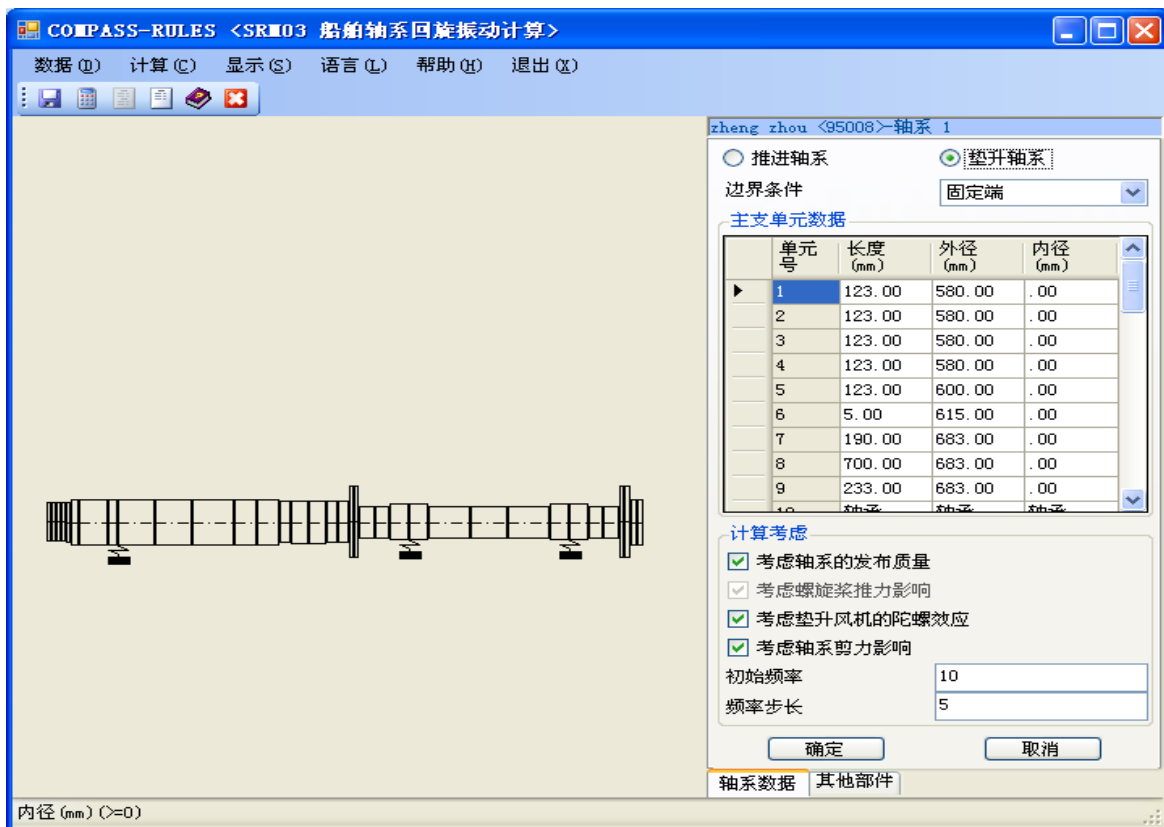 COMPASS-RULES <SRM03 船舶轴系回旋振动计算>
数据(D) 计算(C) 显示(S) 语言(L) 帮助(H) 退出(X)
zheng zhou <95008>-轴系 1
推进轴系 垫升轴系
边界条件 固定端
主支单元数据
单元号 长度(mm) 外径(mm) 内径(mm)
1 123.00 580.00 .00
2 123.00 580.00 .00
3 123.00 580.00 .00
4 123.00 580.00 .00
5 123.00 600.00 .00
6 5.00 615.00 .00
7 190.00 683.00 .00
8 700.00 683.00 .00
9 233.00 683.00 .00
10 轴承 轴承 轴承
计算考虑
考虑轴系的发布质量
考虑螺旋桨推力影响
考虑垫升风机的陀螺效应
考虑轴系剪力影响
初始频率 10
频率步长 5
确定 取消
轴系数据 其他部件
内径(mm)(>=0)